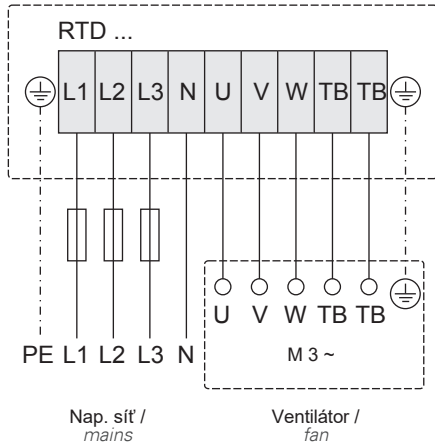 RTD ...
L1 L2 L3 N U V W TB TB
U V W TB TB
PE L1 L2 L3 N
M 3 ~
Nap. síť / Ventilátor /
mains fan